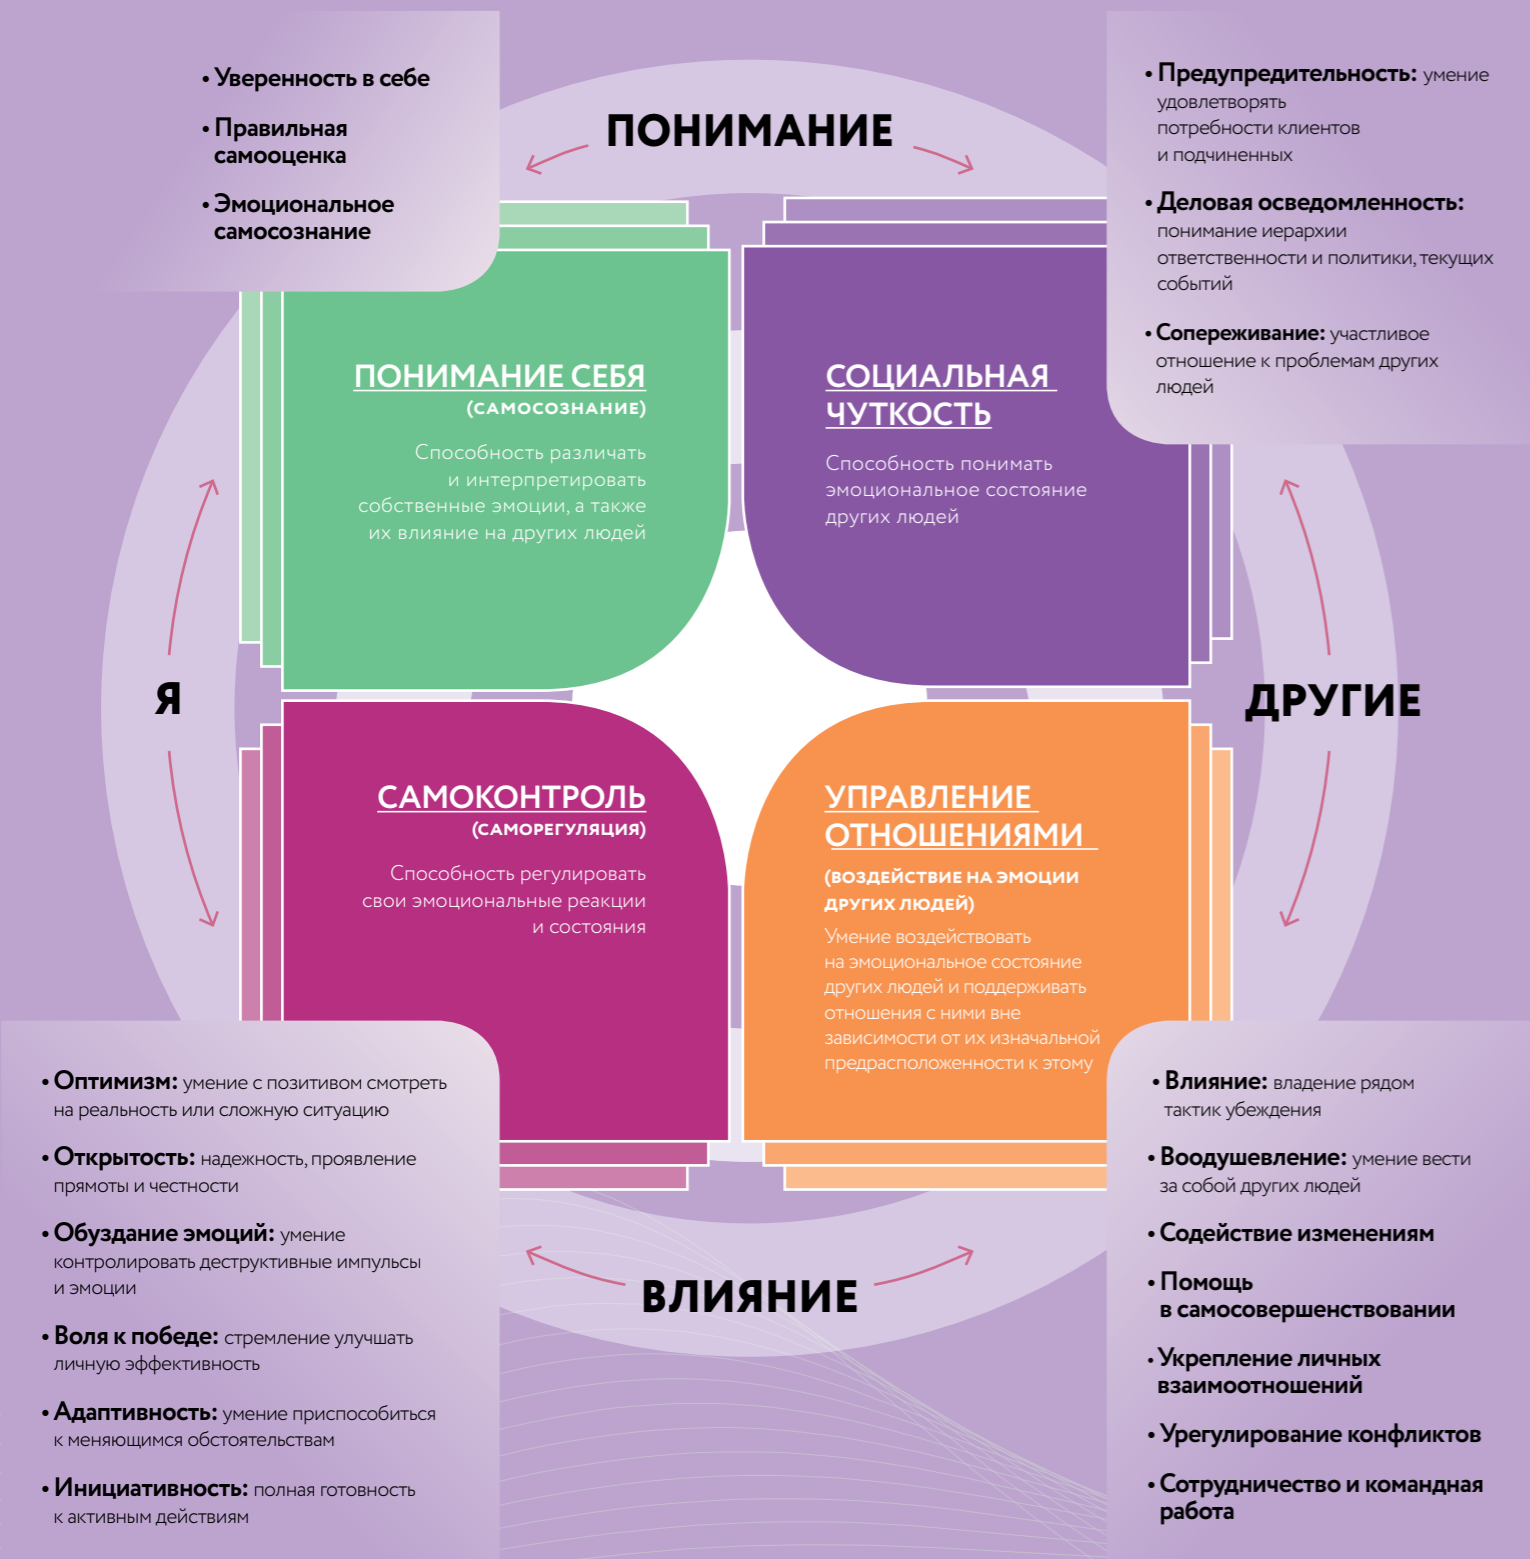 • Уверенность в себе
• Правильная
самооценка
• Эмоциональное
самосознание
ПОНИМАНИЕ
• Предупредительность: умение
удовлетворять
потребности клиентов
и подчиненных
• Деловая осведомленность:
понимание иерархии
ответственности и политики, текущих
событий
• Сопереживание: участливое
отношение к проблемам других
людей
ПОНИМАНИЕ СЕБЯ
(САМОСОЗНАНИЕ)
Способность различать
и интерпретировать
собственные эмоции, а также
их влияние на других людей
СОЦИАЛЬНАЯ
ЧУТКОСТЬ
Способность понимать
эмоциональное состояние
других людей
Я
ДРУГИЕ
САМОКОНТРОЛЬ
(САМОРЕГУЛЯЦИЯ)
Способность регулировать
свои эмоциональные реакции
и состояния
УПРАВЛЕНИЕ
ОТНОШЕНИЯМИ
(ВОЗДЕЙСТВИЕ НА ЭМОЦИИ
ДРУГИХ ЛЮДЕЙ)
Умение воздействовать
на эмоциональное состояние
других людей и поддерживать
отношения с ними вне
зависимости от их изначальной
предрасположенности к этому
• Оптимизм: умение с позитивом смотреть
на реальность или сложную ситуацию
• Открытость: надежность, проявление
прямоты и честности
• Обуздание эмоций: умение
контролировать деструктивные импульсы
и эмоции
• Воля к победе: стремление улучшать
личную эффективность
• Адаптивность: умение приспособиться
к меняющимся обстоятельствам
• Инициативность: полная готовность
к активным действиям
ВЛИЯНИЕ
• Влияние: владение рядом
тактик убеждения
• Воодушевление: умение вести
за собой других людей
• Содействие изменениям
• Помощь
в самосовершенствовании
• Укрепление личных
взаимоотношений
• Урегулирование конфликтов
• Сотрудничество и командная
работа